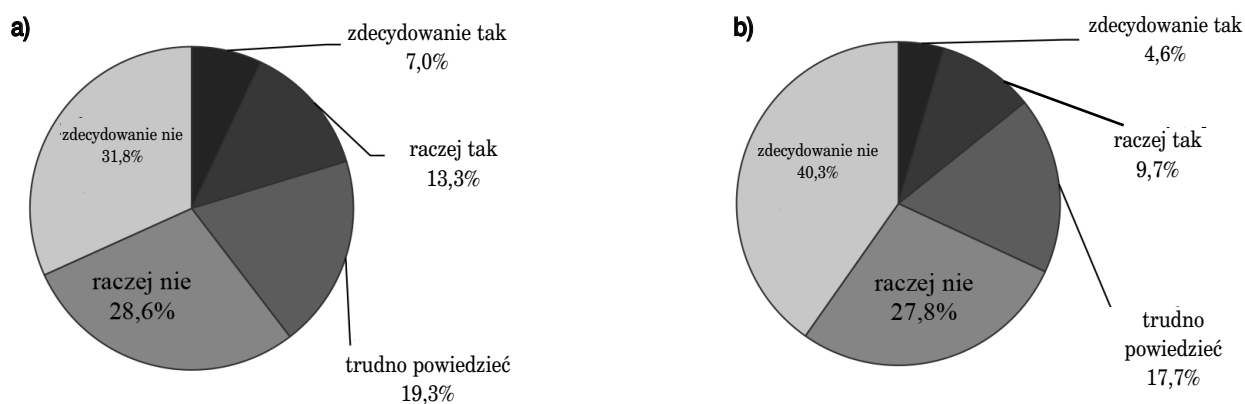 a)
zdecydowanie tak
7,0%
raczej tak
13,3%
trudno powiedzieć
19,3%
raczej nie
28,6%
zdecydowanie nie
31,8%
b)
zdecydowanie tak
4,6%
raczej tak
9,7%
trudno
powiedzieć
17,7%
raczej nie
27,8%
zdecydowanie nie
40,3%